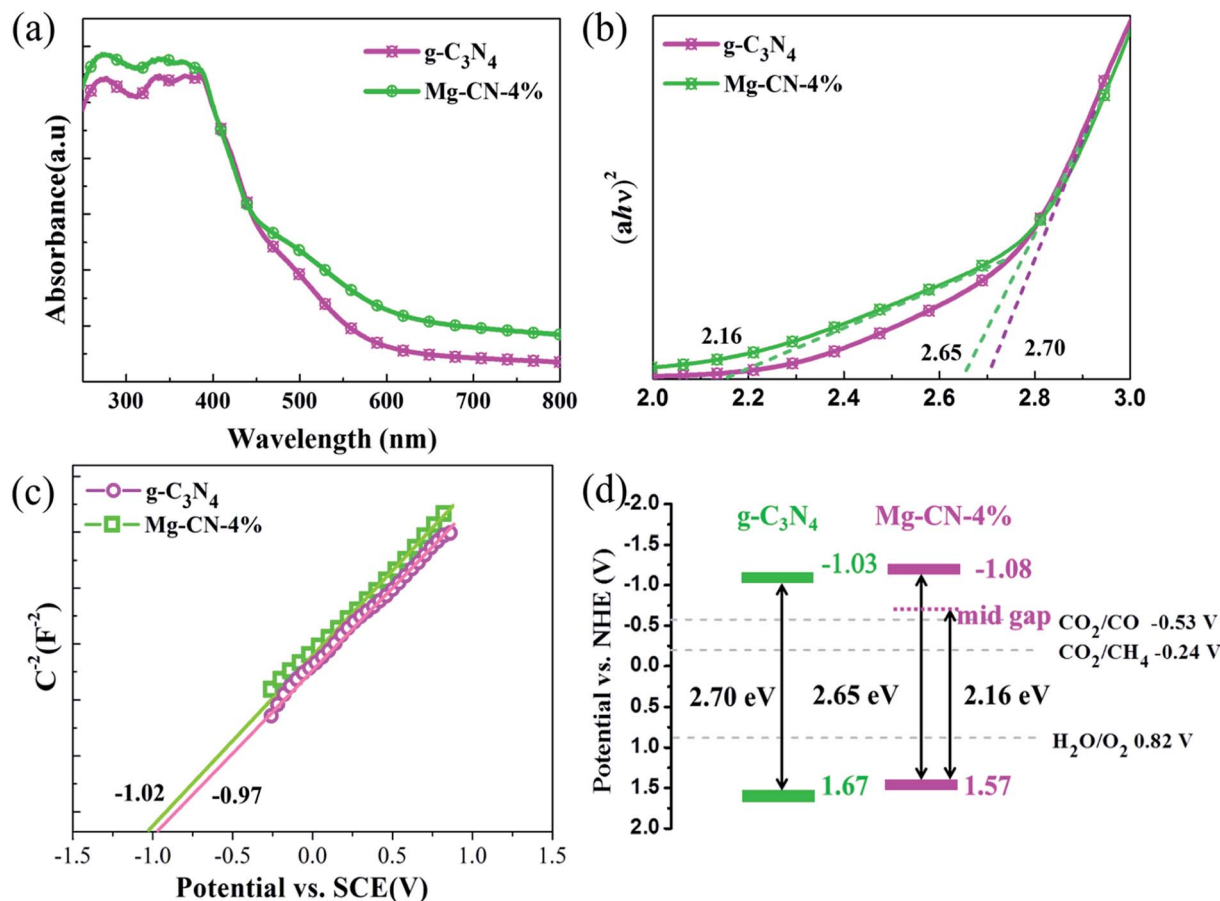 (a)
g-C₃N₄
Mg-CN-4%
Absorbance(a.u)
300 400 500 600 700 800
Wavelength (nm)
(b)
g-C₃N₄
Mg-CN-4%
(ahν)²
2.16
2.65
2.70
2.0 2.2 2.4 2.6 2.8 3.0
(c)
g-C₃N₄
Mg-CN-4%
C⁻²(F⁻²)
-1.02
-0.97
-1.5 -1.0 -0.5 0.0 0.5 1.0 1.5
Potential vs. SCE(V)
(d)
Potential vs. NHE (V)
-2.0
-1.5
-1.0
-0.5
0.0
0.5
1.0
1.5
2.0
g-C₃N₄ Mg-CN-4%
-1.03
-1.08
mid gap
CO₂/CO -0.53 V
CO₂/CH₄ -0.24 V
2.70 eV 2.65 eV 2.16 eV
H₂O/O₂ 0.82 V
1.67
1.57